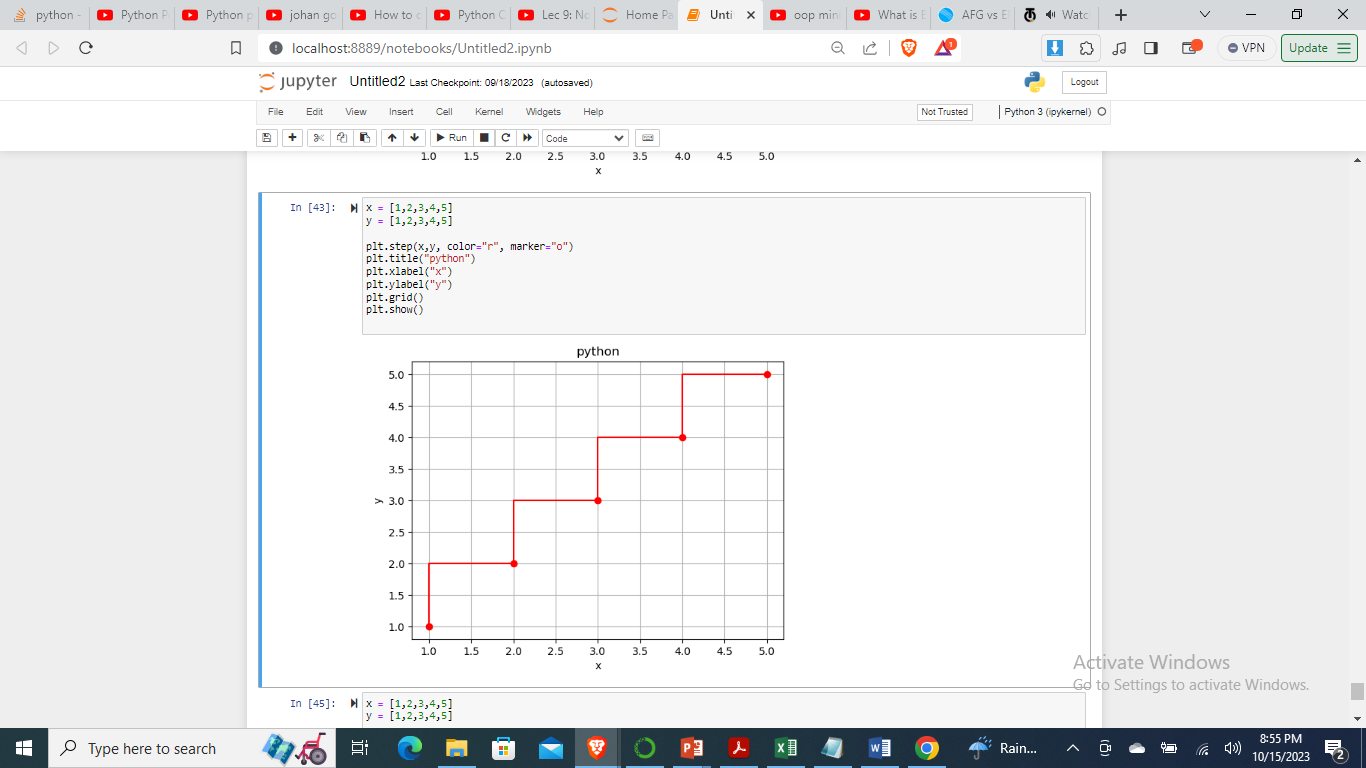 python -
Python P
Python p
johan go
How to c
Python C
Lec 9: No
Home Pa
Unti
oop mini
What is E
AFG vs E
Watc
localhost:8889/notebooks/Untitled2.ipynb
1
VPN
Update
jupyter Untitled2 Last Checkpoint: 09/18/2023 (autosaved)
Logout
File Edit View Insert Cell Kernel Widgets Help
Not Trusted
Python 3 (ipykernel)
Run
Code
1.0 1.5 2.0 2.5 3.0 3.5 4.0 4.5 5.0
x
In [43]:
x = [1,2,3,4,5]
y = [1,2,3,4,5]
plt.step(x,y, color="r", marker="o")
plt.title("python")
plt.xlabel("x")
plt.ylabel("y")
plt.grid()
plt.show()
python
5.0
4.5
4.0
3.5
3.0
2.5
2.0
1.5
1.0
y
1.0 1.5 2.0 2.5 3.0 3.5 4.0 4.5 5.0
x
Activate Windows
Go to Settings to activate Windows.
In [45]:
x = [1,2,3,4,5]
y = [1,2,3,4,5]
Type here to search
Rain...
8:55 PM
10/15/2023
2